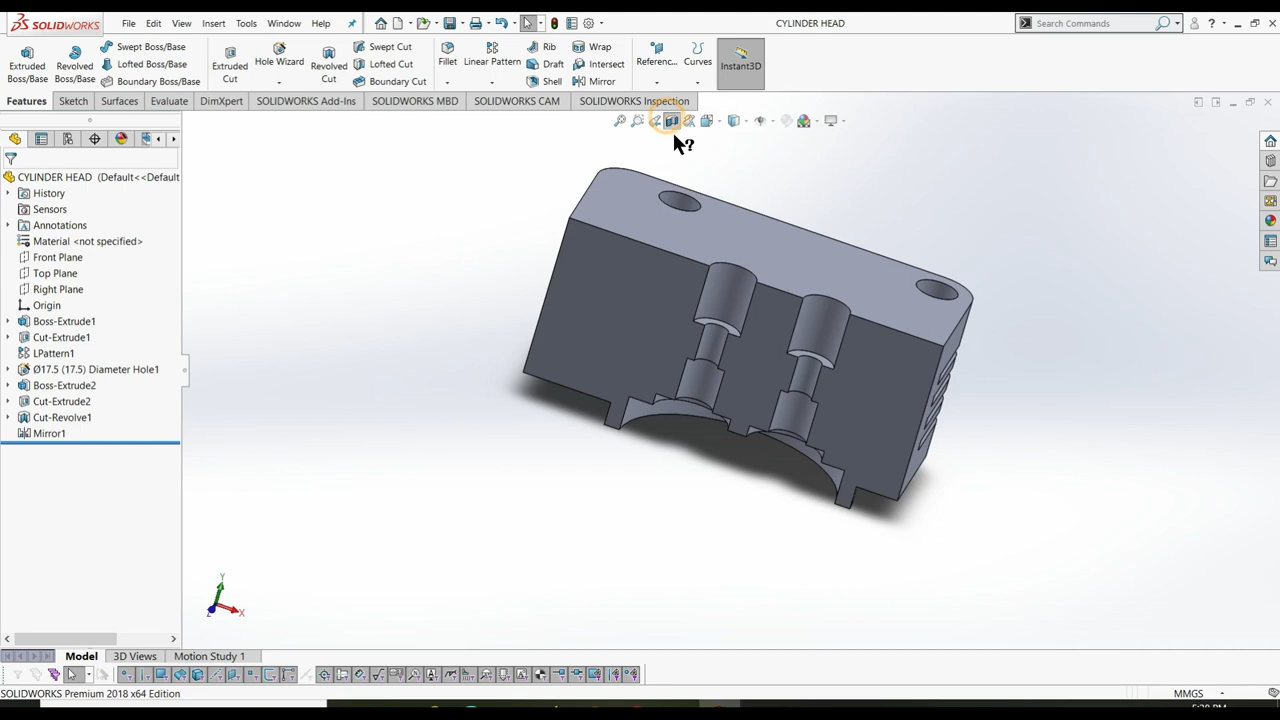 SOLIDWORKS File Edit View Insert Tools Window Help CYLINDER HEAD Search Commands ?
Extruded Boss/Base
Revolved Boss/Base
Swept Boss/Base
Lofted Boss/Base
Boundary Boss/Base
Extruded Cut
Hole Wizard
Revolved Cut
Swept Cut
Lofted Cut
Boundary Cut
Fillet
Linear Pattern
Rib
Draft
Shell
Wrap
Intersect
Mirror
Referenc...
Curves
Instant3D
Features Sketch Surfaces Evaluate DimXpert SOLIDWORKS Add-Ins SOLIDWORKS MBD SOLIDWORKS CAM SOLIDWORKS Inspection
?
CYLINDER HEAD (Default<<Default
History
Sensors
Annotations
Material <not specified>
Front Plane
Top Plane
Right Plane
Origin
Boss-Extrude1
Cut-Extrude1
LPattern1
Ø17.5 (17.5) Diameter Hole1
Boss-Extrude2
Cut-Extrude2
Cut-Revolve1
Mirror1
Y
X
Z
Model 3D Views Motion Study 1
SOLIDWORKS Premium 2018 x64 Edition MMGS